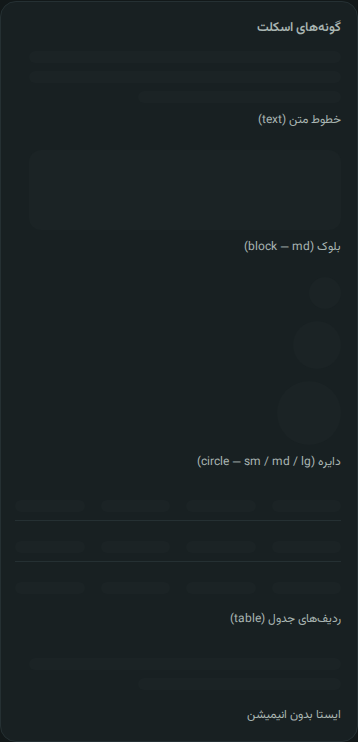 گونه‌های اسکلت
خطوط متن (text)
بلوک (block — md)
دایره (circle — sm / md / lg)
ردیف‌های جدول (table)
ایستا بدون انیمیشن